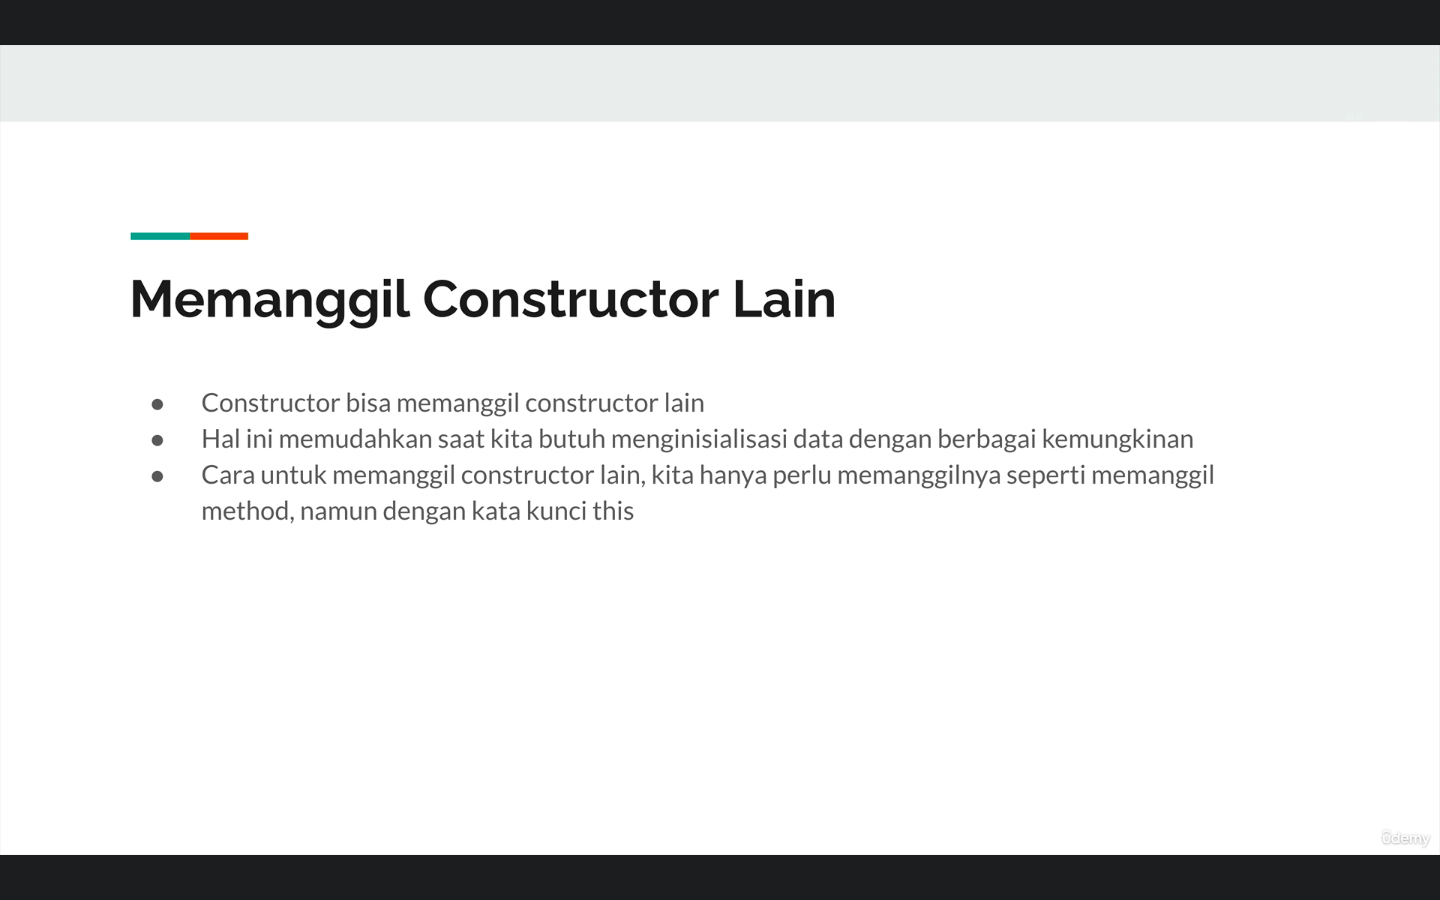 Memanggil Constructor Lain
● Constructor bisa memanggil constructor lain
● Hal ini memudahkan saat kita butuh menginisialisasi data dengan berbagai kemungkinan
● Cara untuk memanggil constructor lain, kita hanya perlu memanggilnya seperti memanggil
method, namun dengan kata kunci this
ûdemy